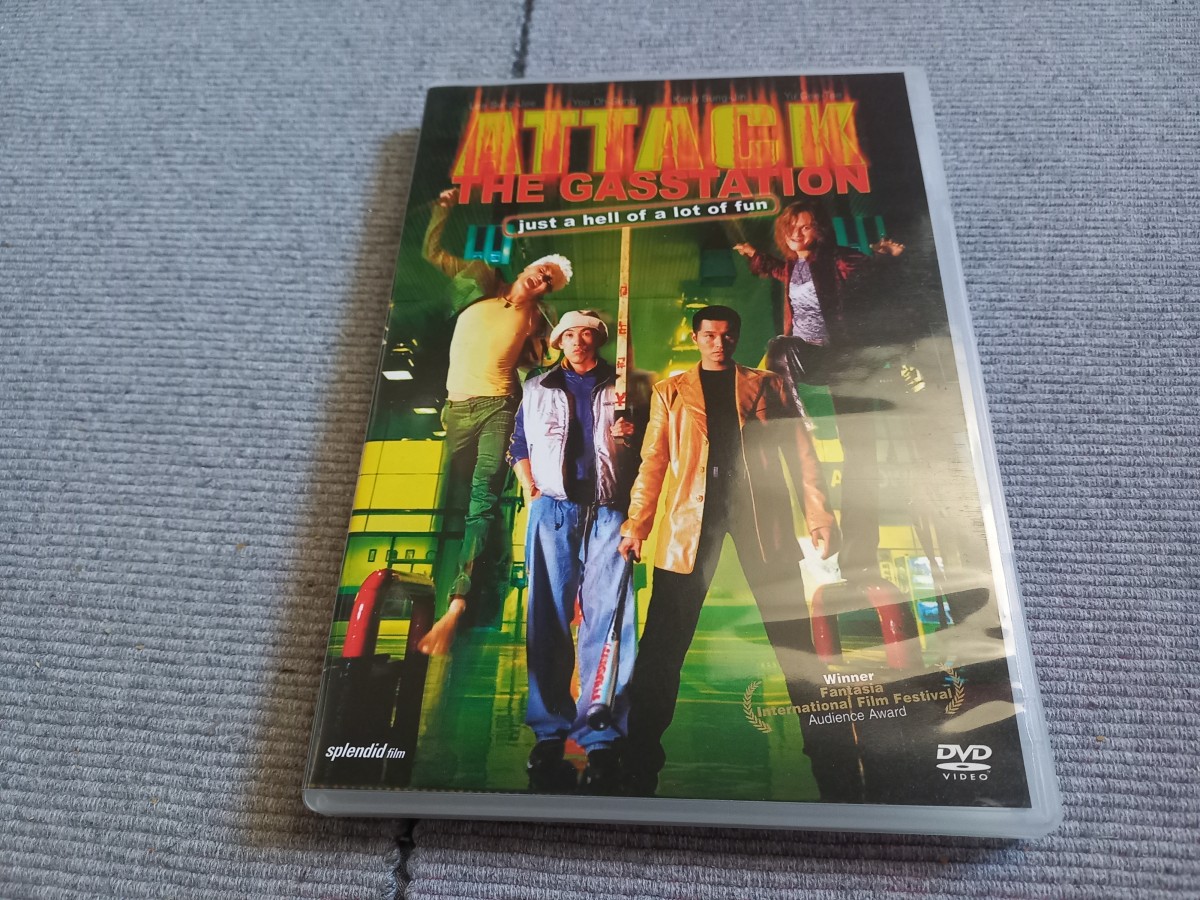 ATTACK
THE GASSTATION
just a hell of a lot of fun
Winner
Fantasia
International Film Festival
Audience Award
splendid film
DVD
VIDEO